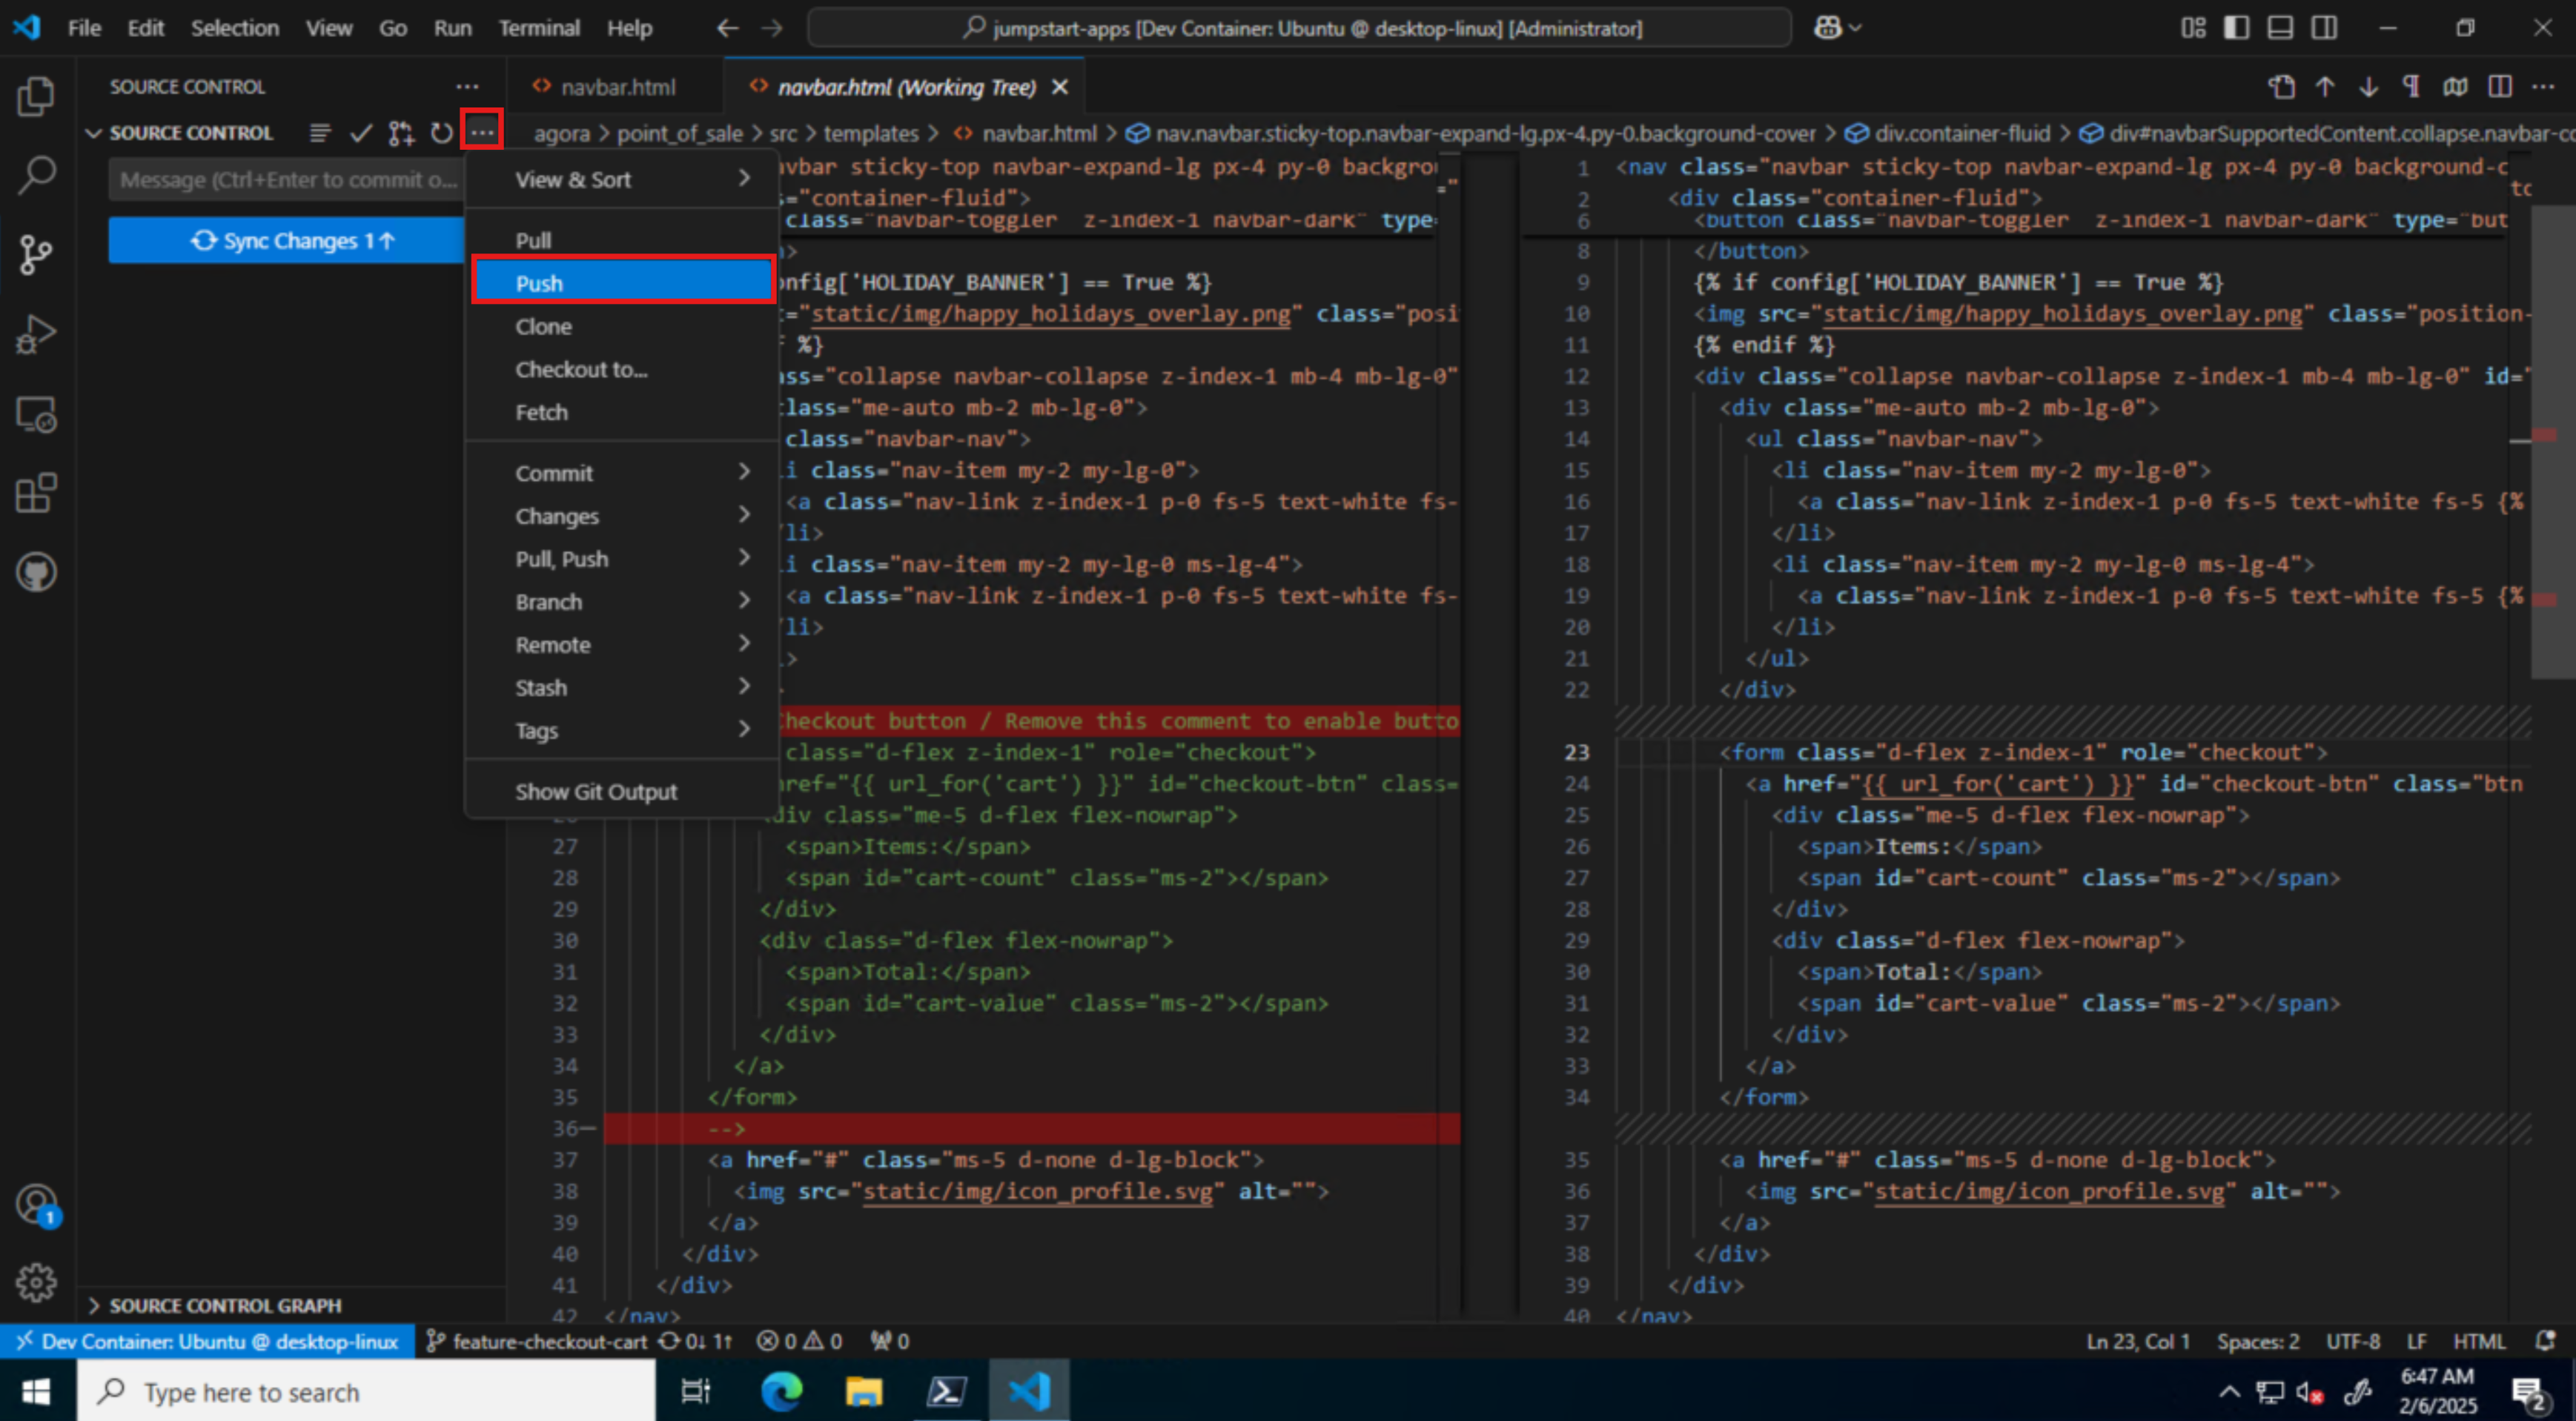 File Edit Selection View Go Run Terminal Help
jumpstart-apps [Dev Container: Ubuntu @ desktop-linux] [Administrator]
SOURCE CONTROL
navbar.html
navbar.html (Working Tree)
SOURCE CONTROL
agora > point_of_sale > src > templates > navbar.html > nav.navbar.sticky-top.navbar-expand-lg.px-4.py-0.background-cover > div.container-fluid > div#navbarSupportedContent.collapse.navbar-co
Message (Ctrl+Enter to commit o...
Sync Changes 1↑
View & Sort
Pull
Push
Clone
Checkout to...
Fetch
Commit
Changes
Pull, Push
Branch
Remote
Stash
Tags
Show Git Output
avbar sticky-top navbar-expand-lg px-4 py-0 backgrou
="container-fluid">
class="navbar-toggler z-index-1 navbar-dark" type=
>
nfig['HOLIDAY_BANNER'] == True %}
="static/img/happy_holidays_overlay.png" class="posi
%}
ass="collapse navbar-collapse z-index-1 mb-4 mb-lg-0"
class="me-auto mb-2 mb-lg-0">
class="navbar-nav">
i class="nav-item my-2 my-lg-0">
<a class="nav-link z-index-1 p-0 fs-5 text-white fs-
li>
i class="nav-item my-2 my-lg-0 ms-lg-4">
<a class="nav-link z-index-1 p-0 fs-5 text-white fs-
li>
>
Checkout button / Remove this comment to enable butto
class="d-flex z-index-1" role="checkout">
href="{{ url_for('cart') }}" id="checkout-btn" class=
div class="me-5 d-flex flex-nowrap">
27 <span>Items:</span>
28 <span id="cart-count" class="ms-2"></span>
29 </div>
30 <div class="d-flex flex-nowrap">
31 <span>Total:</span>
32 <span id="cart-value" class="ms-2"></span>
33 </div>
34 </a>
35 </form>
36— -->
37 <a href="#" class="ms-5 d-none d-lg-block">
38 <img src="static/img/icon_profile.svg" alt="">
39 </a>
40 </div>
41 </div>
42 </nav>
1 <nav class="navbar sticky-top navbar-expand-lg px-4 py-0 background-c
2 <div class="container-fluid">
6 <button class="navbar-toggler z-index-1 navbar-dark" type="but
8 </button>
9 {% if config['HOLIDAY_BANNER'] == True %}
10 <img src="static/img/happy_holidays_overlay.png" class="position-
11 {% endif %}
12 <div class="collapse navbar-collapse z-index-1 mb-4 mb-lg-0" id="
13 <div class="me-auto mb-2 mb-lg-0">
14 <ul class="navbar-nav">
15 <li class="nav-item my-2 my-lg-0">
16 <a class="nav-link z-index-1 p-0 fs-5 text-white fs-5 {%
17 </li>
18 <li class="nav-item my-2 my-lg-0 ms-lg-4">
19 <a class="nav-link z-index-1 p-0 fs-5 text-white fs-5 {%
20 </li>
21 </ul>
22 </div>
23 <form class="d-flex z-index-1" role="checkout">
24 <a href="{{ url_for('cart') }}" id="checkout-btn" class="btn
25 <div class="me-5 d-flex flex-nowrap">
26 <span>Items:</span>
27 <span id="cart-count" class="ms-2"></span>
28 </div>
29 <div class="d-flex flex-nowrap">
30 <span>Total:</span>
31 <span id="cart-value" class="ms-2"></span>
32 </div>
33 </a>
34 </form>
35 <a href="#" class="ms-5 d-none d-lg-block">
36 <img src="static/img/icon_profile.svg" alt="">
37 </a>
38 </div>
39 </div>
40 </nav>
1
SOURCE CONTROL GRAPH
Dev Container: Ubuntu @ desktop-linux feature-checkout-cart 0↓ 1↑ 0 0 0 Ln 23, Col 1 Spaces: 2 UTF-8 LF HTML
Type here to search
6:47 AM
2/6/2025
2